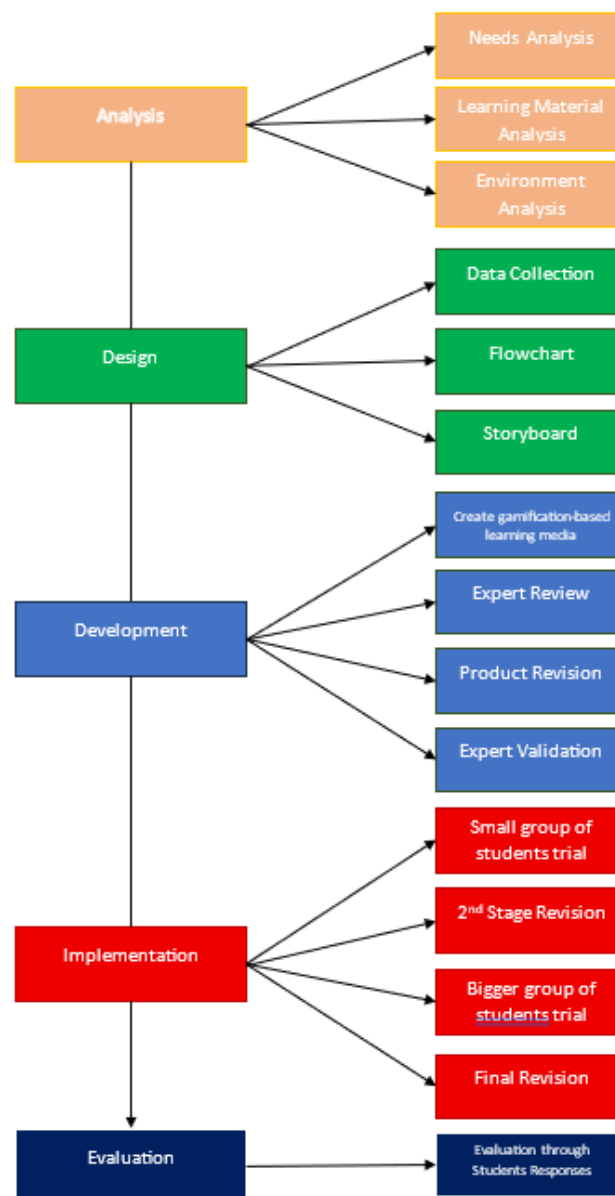 Needs Analysis
Analysis
Learning Material
Analysis
Environment
Analysis
Data Collection
Design
Flowchart
Storyboard
Create gamification-based
learning media
Development
Expert Review
Product Revision
Expert Validation
Small group of
students trial
2nd Stage Revision
Implementation
Bigger group of
students trial
Final Revision
Evaluation
Evaluation through
Students Responses